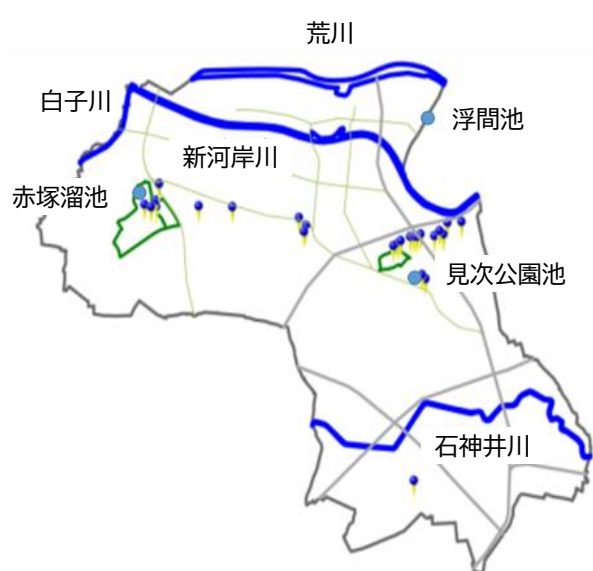 荒川
白子川
浮間池
新河岸川
赤塚溜池
見次公園池
石神井川